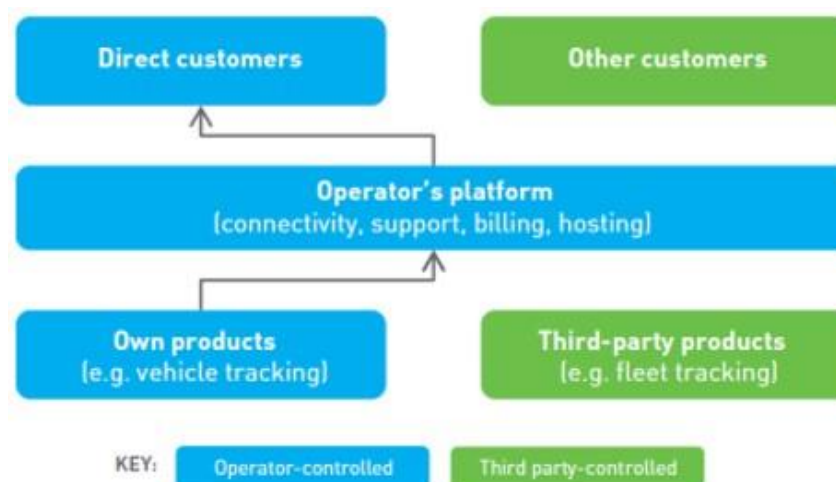 Direct customers
Other customers
Operator's platform
(connectivity, support, billing, hosting)
Own products
(e.g. vehicle tracking)
Third-party products
(e.g. fleet tracking)
KEY:
Operator-controlled
Third party-controlled